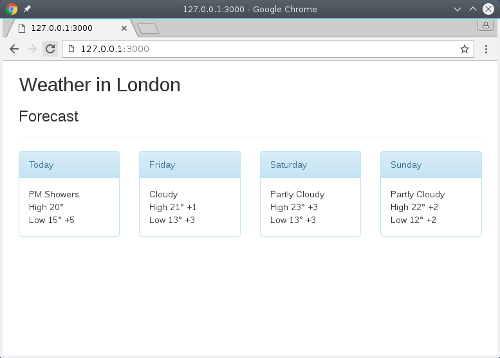 127.0.0.1:3000 - Google Chrome
127.0.0.1:3000
127.0.0.1:3000
Weather in London
Forecast
Today
PM Showers
High 20°
Low 15° +5
Friday
Cloudy
High 21° +1
Low 13° +3
Saturday
Partly Cloudy
High 23° +3
Low 13° +3
Sunday
Partly Cloudy
High 22° +2
Low 12° +2